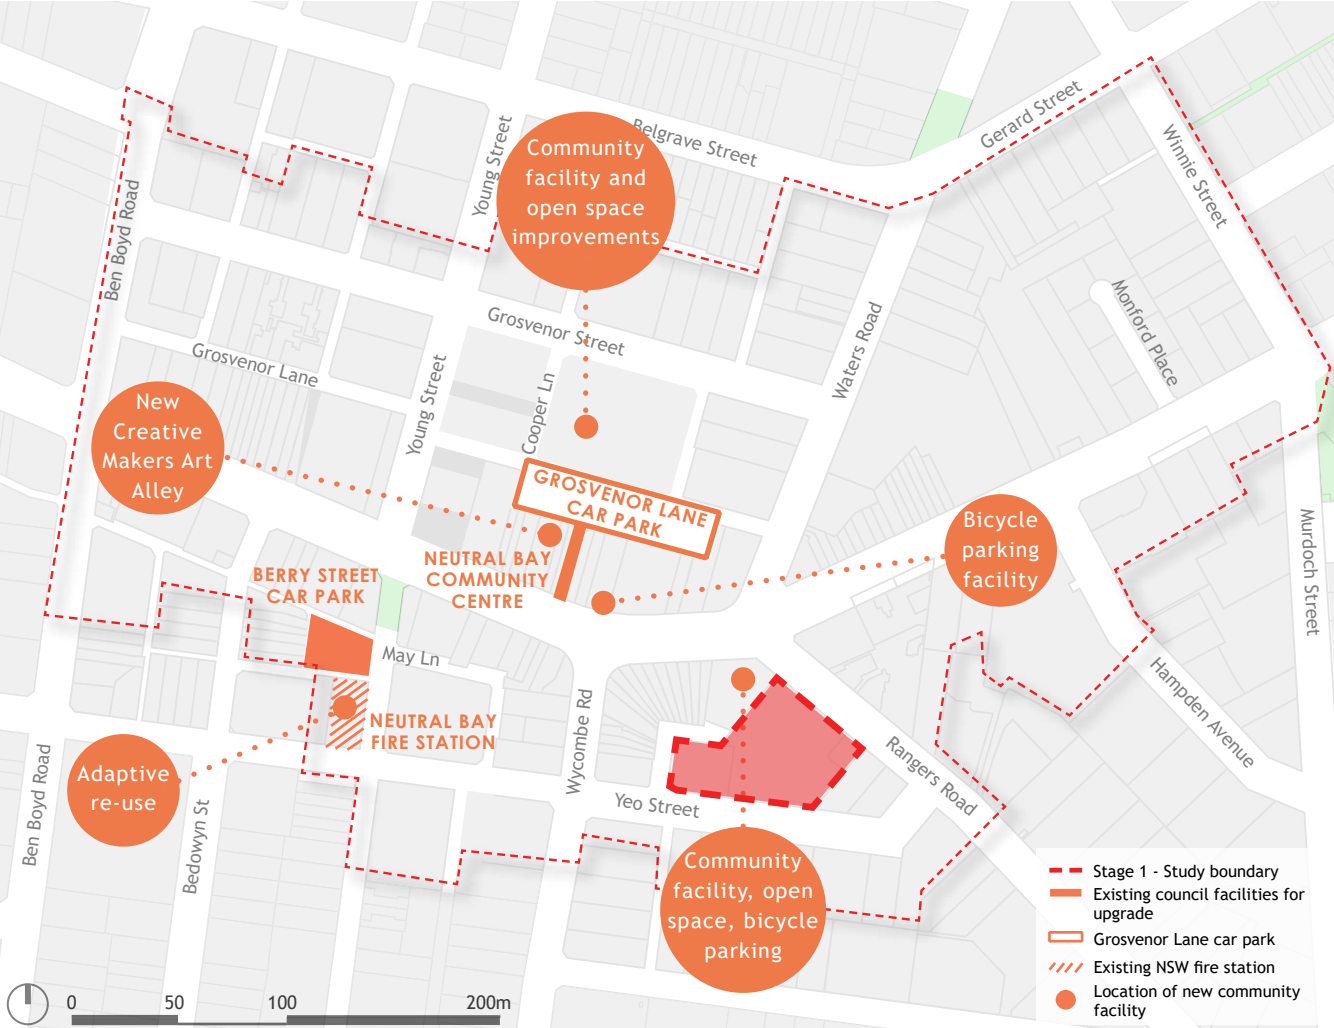 Belgrave Street
Gerard Street
Winnie Street
Young Street
Community
facility and
open space
improvements
Ben Boyd Road
Monford Place
Waters Road
Grosvenor Street
Grosvenor Lane
Young Street
Cooper Ln
New
Creative
Makers Art
Alley
GROSVENOR LANE
CAR PARK
Bicycle
parking
facility
Murdoch Street
NEUTRAL BAY
COMMUNITY
CENTRE
BERRY STREET
CAR PARK
May Ln
Hampden Avenue
NEUTRAL BAY
FIRE STATION
Wycombe Rd
Rangers Road
Adaptive
re-use
Ben Boyd Road
Bedowyn St
Yeo Street
Community
facility, open
space, bicycle
parking
Stage 1 - Study boundary
Existing council facilities for
upgrade
Grosvenor Lane car park
Existing NSW fire station
Location of new community
facility
0 50 100 200m